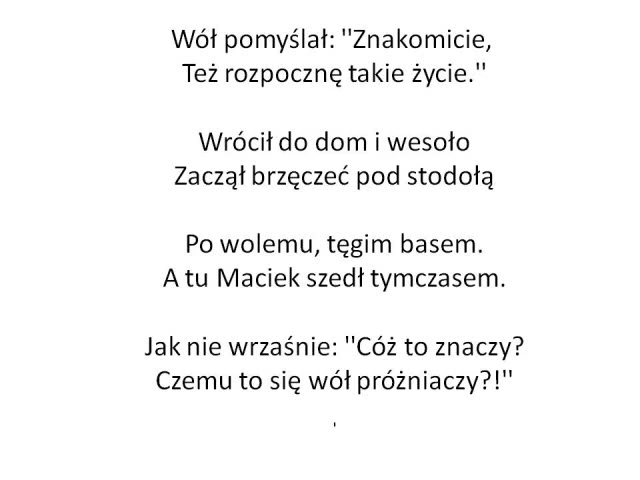 Wół pomyślał: ''Znakomicie,
Też rozpocznę takie życie.''
Wrócił do dom i wesoło
Zaczął brzęczeć pod stodołą
Po wolemu, tęgim basem.
A tu Maciek szedł tymczasem.
Jak nie wrzaśnie: ''Cóż to znaczy?
Czemu to się wół próżniaczy?!''
'